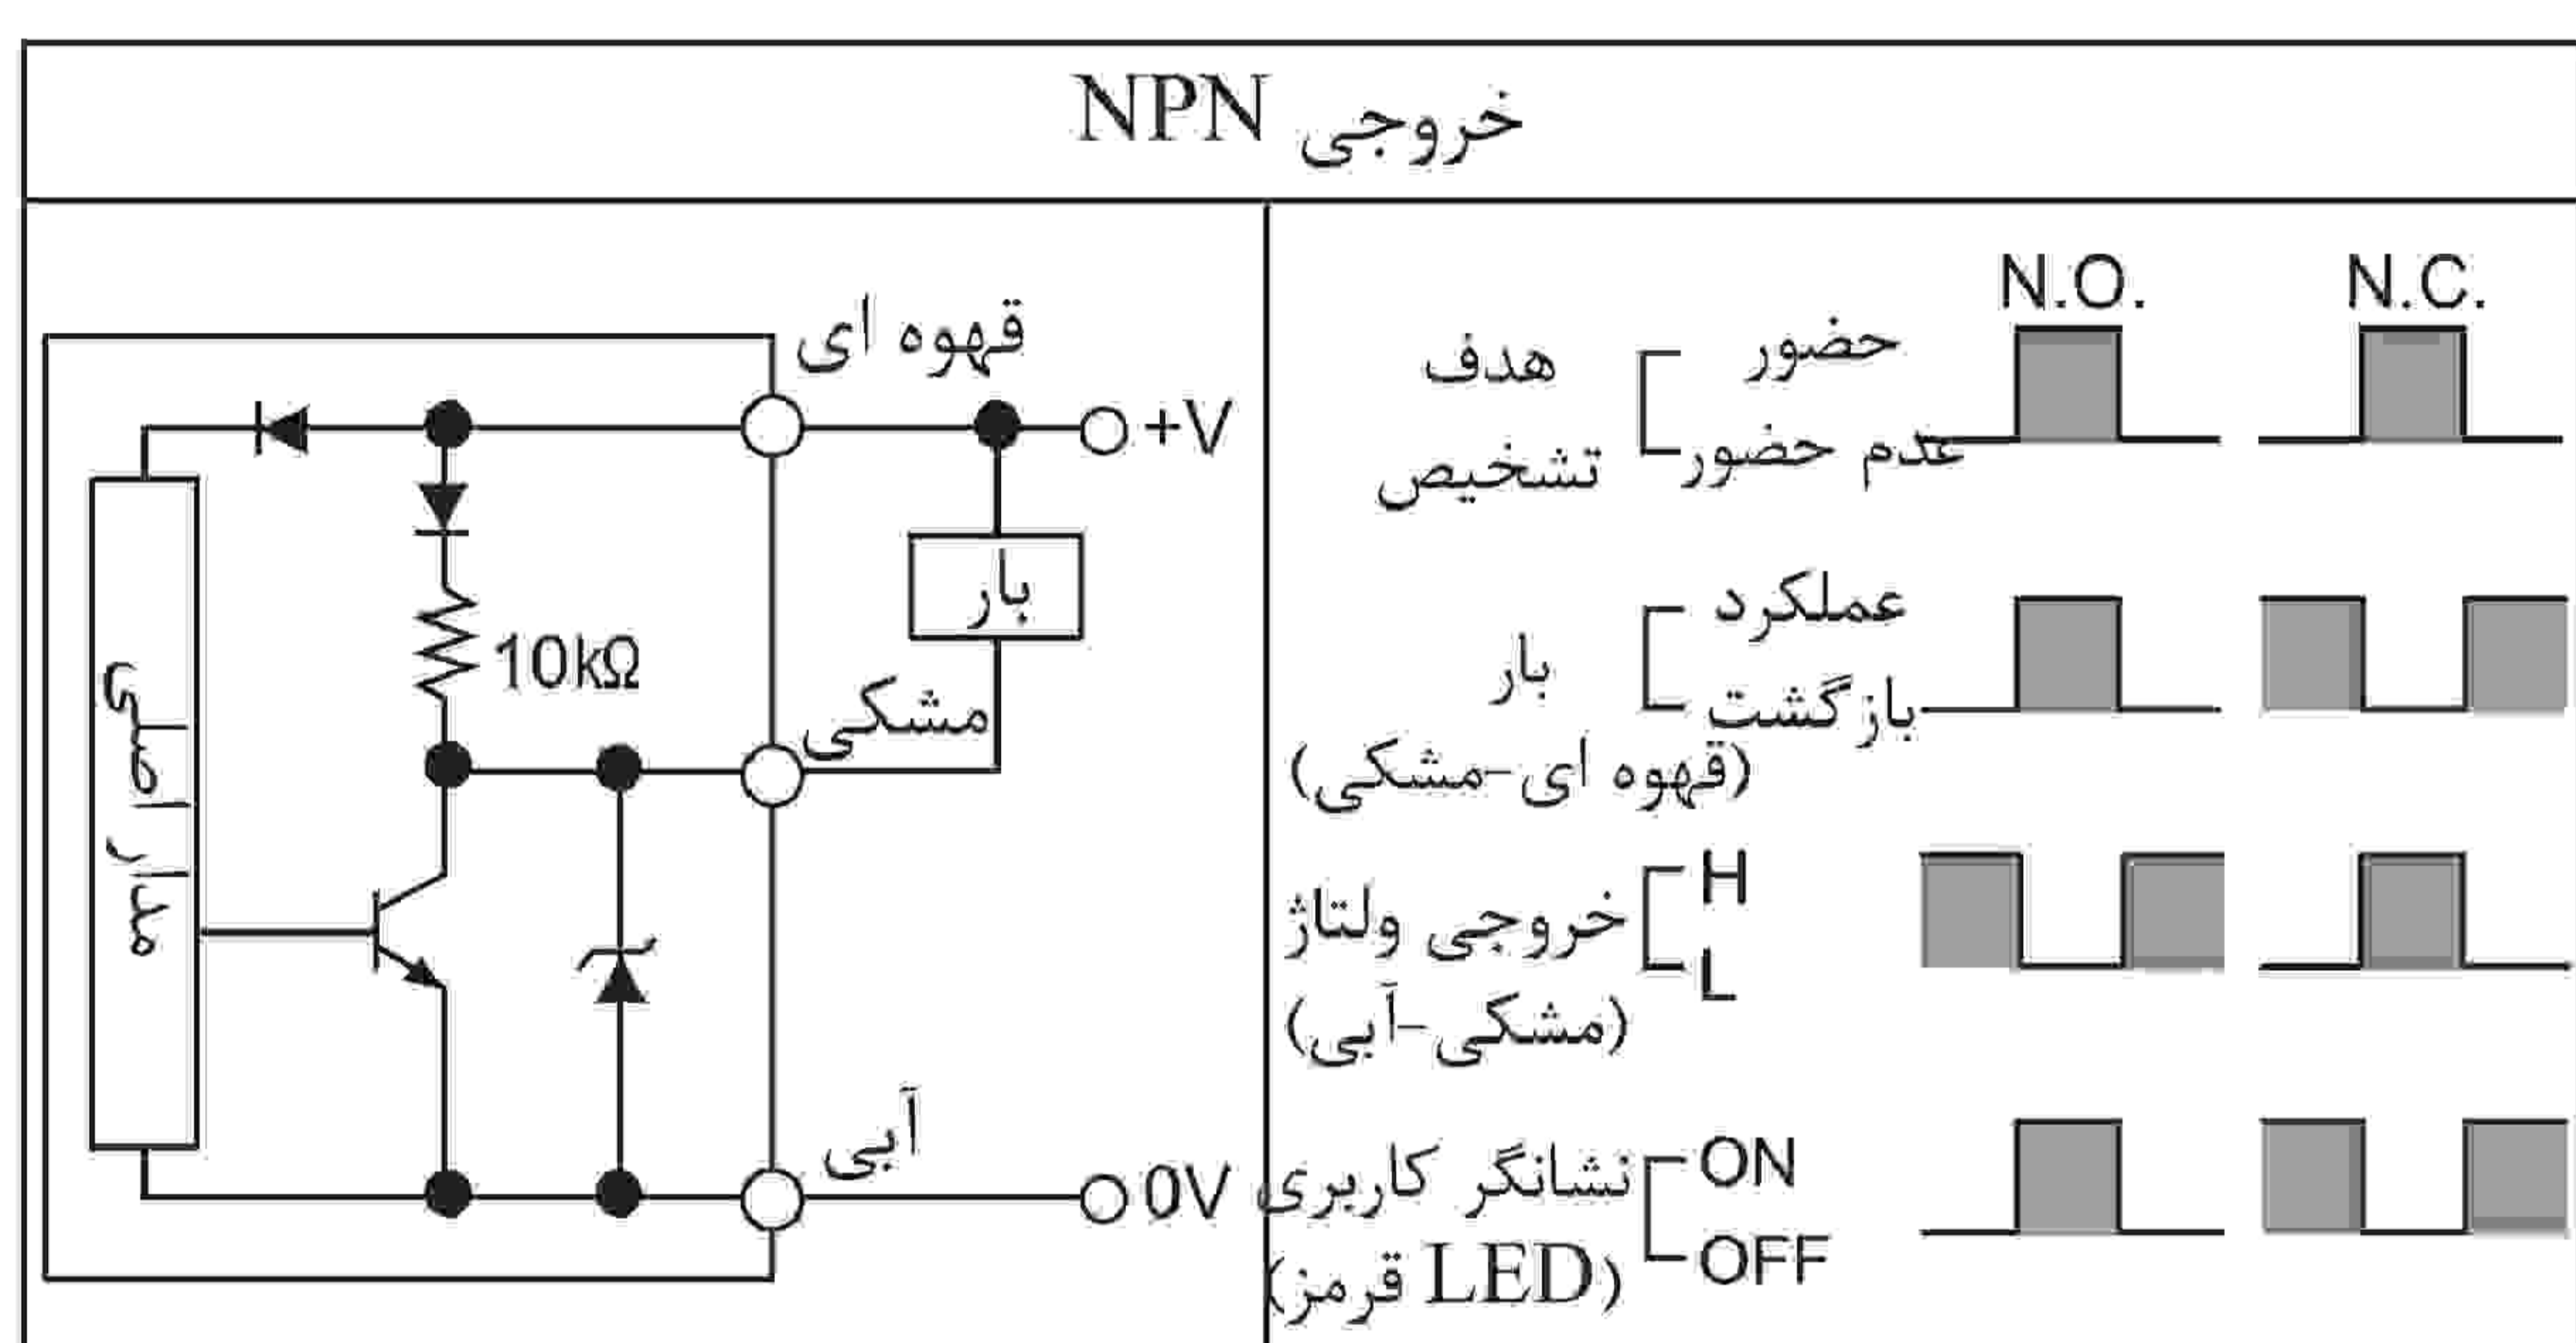 خروجی NPN
قهوه ای
+V
بار
10kΩ
مشکی
مدار اصلی
آبی
0V
N.O.
N.C.
هدف
تشخیص
حضور
عدم حضور
بار
(قهوه ای-مشکی)
عملکرد
بازگشت
خروجی ولتاژ
(مشکی-آبی)
H
L
نشانگر کاربری
(LED قرمز)
ON
OFF